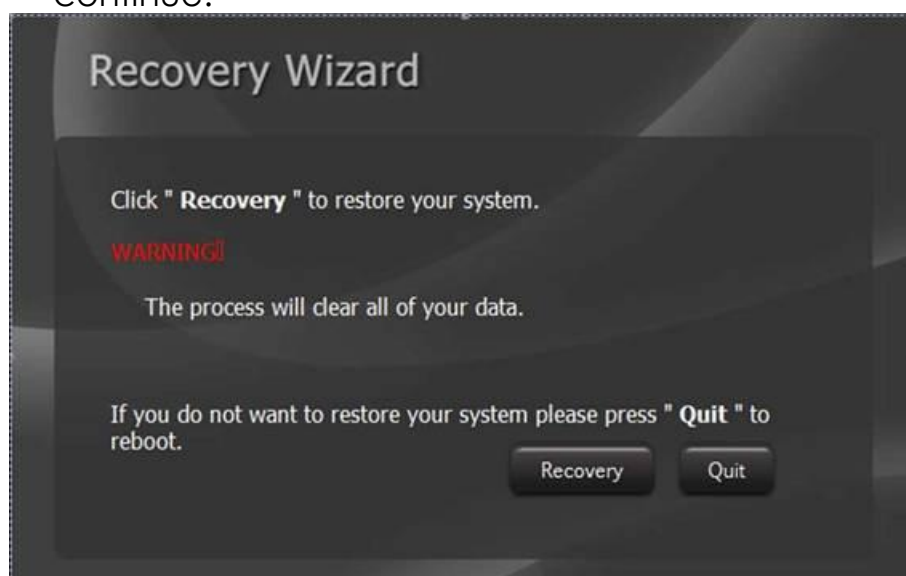 continue.
Recovery Wizard
Click " Recovery " to restore your system.
WARNING
The process will clear all of your data.
If you do not want to restore your system please press " Quit " to
reboot.
Recovery
Quit